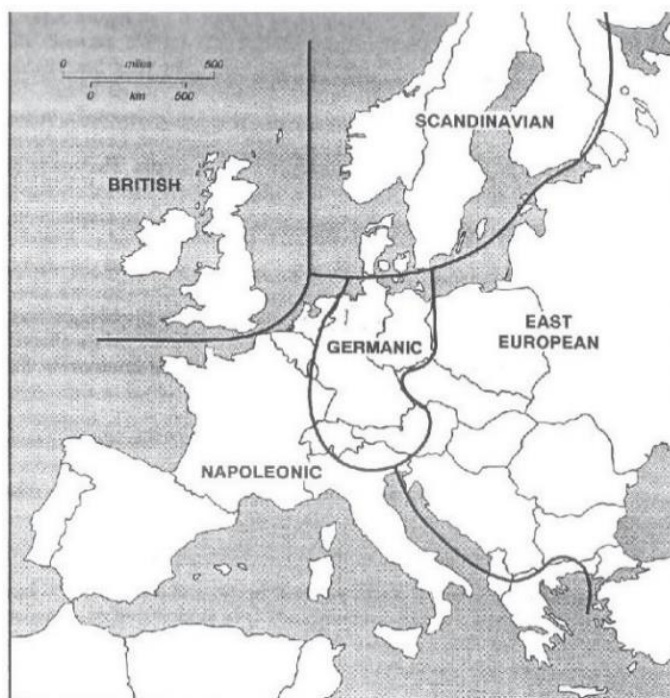 0 miles 500
0 km 500
SCANDINAVIAN
BRITISH
EAST
EUROPEAN
GERMANIC
NAPOLEONIC